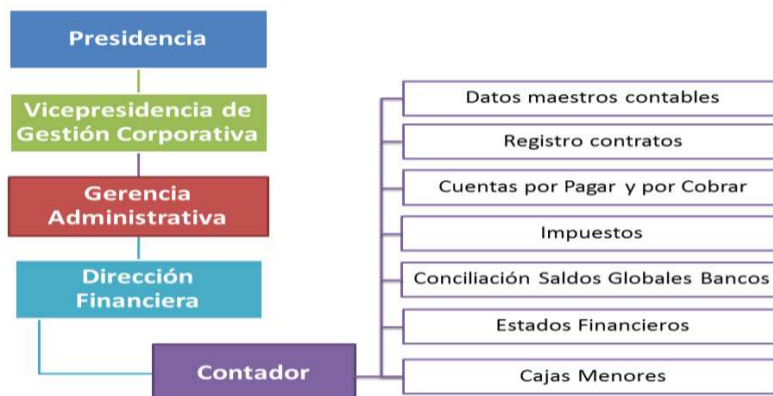 Presidencia
Vicepresidencia de
Gestión Corporativa
Gerencia
Administrativa
Dirección
Financiera
Contador
Datos maestros contables
Registro contratos
Cuentas por Pagar y por Cobrar
Impuestos
Conciliación Saldos Globales Bancos
Estados Financieros
Cajas Menores